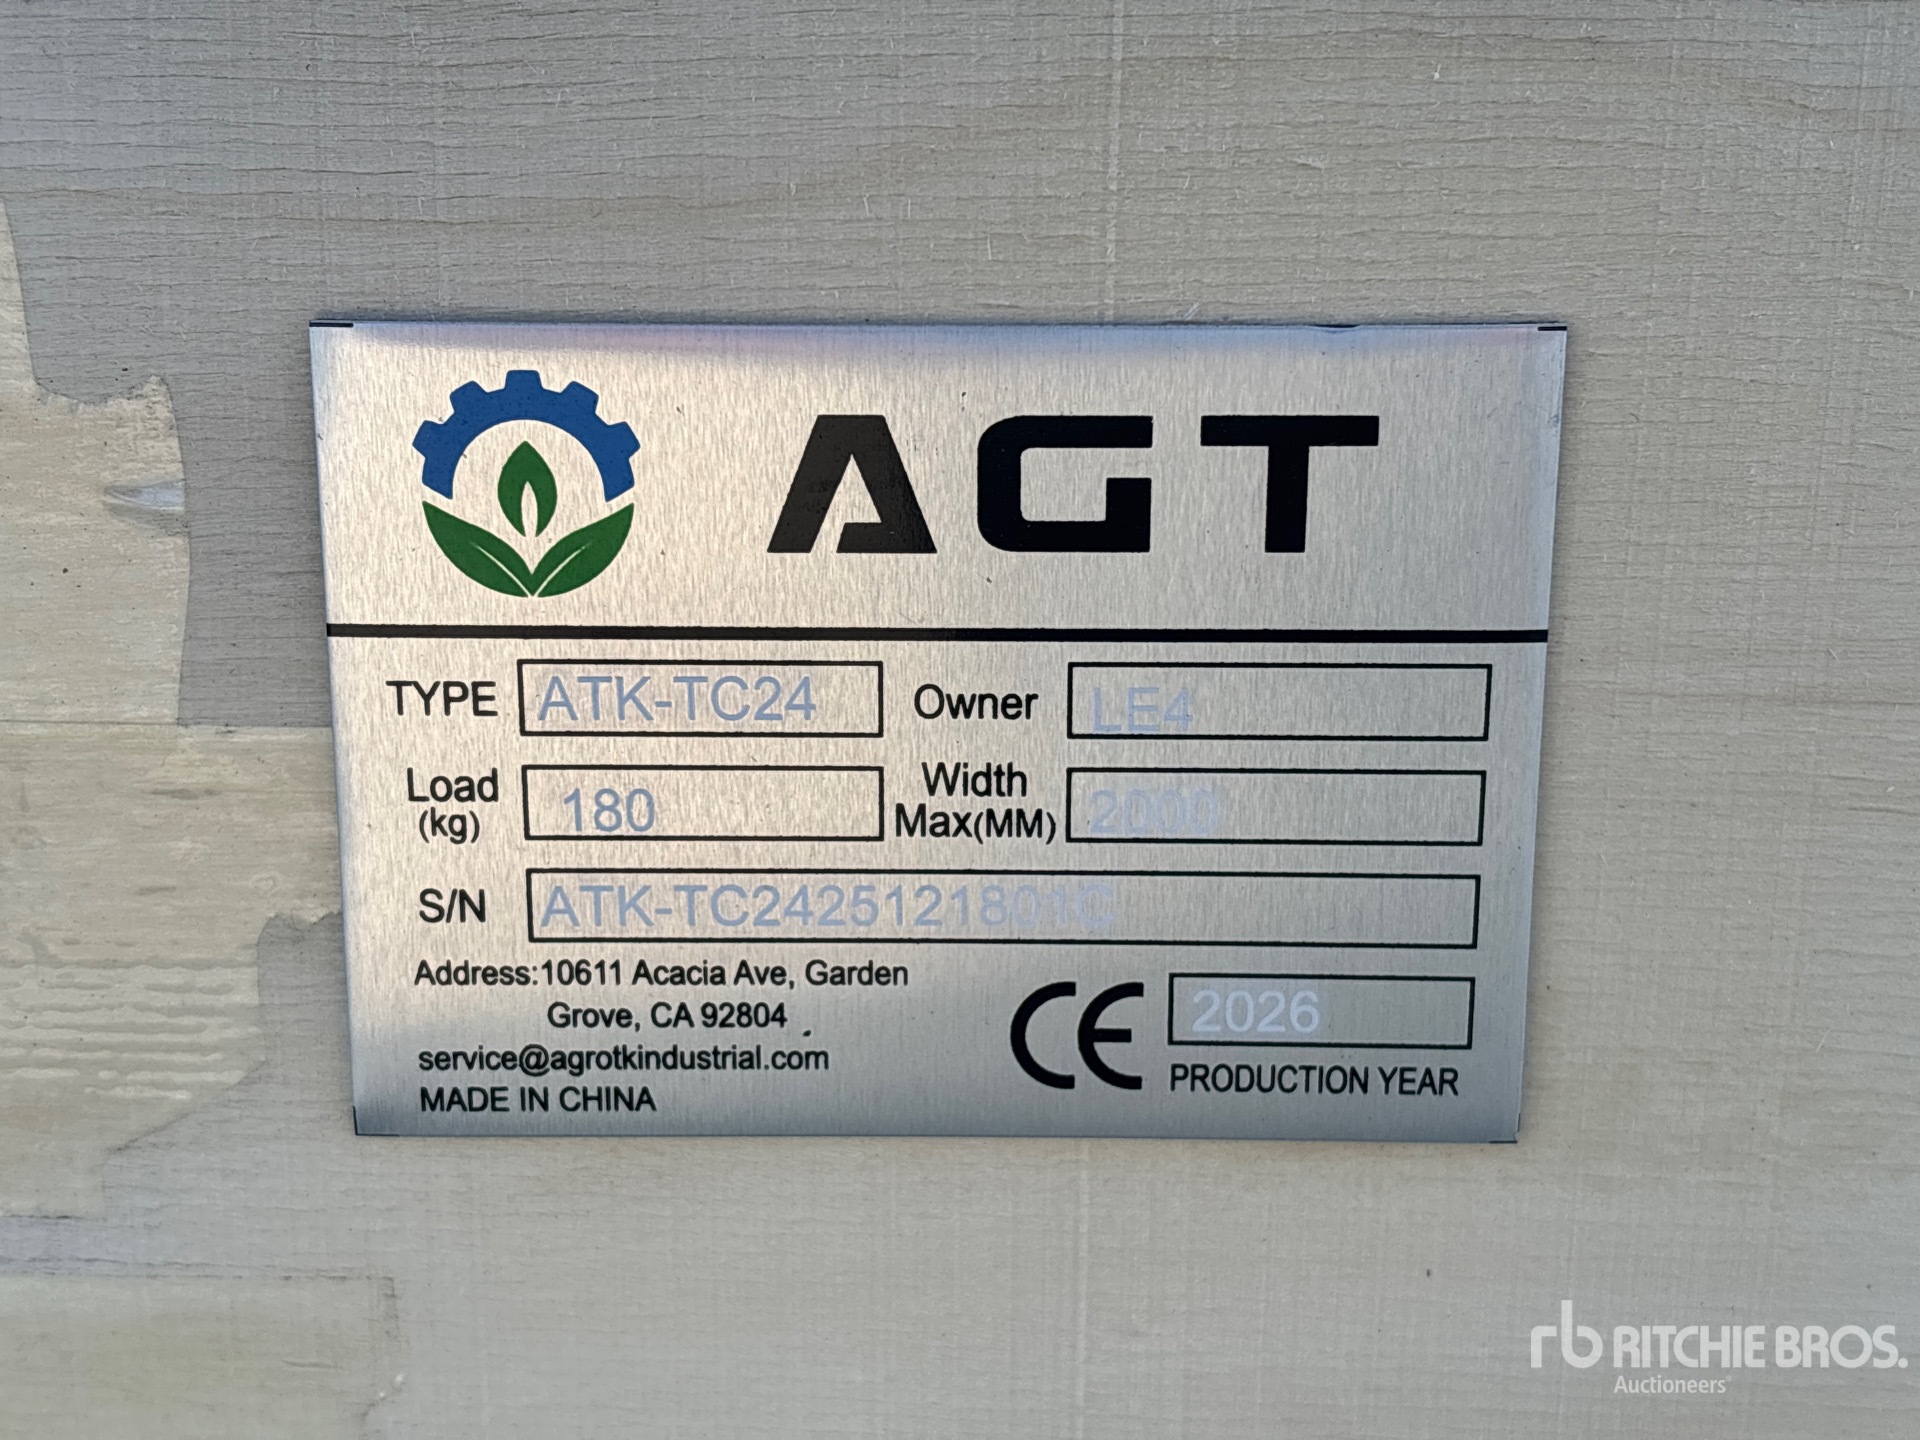 AGT
TYPE ATK-TC24 Owner LE4
Load (kg) 180 Width Max(MM) 2000
S/N ATK-TC2425121801C
Address:10611 Acacia Ave, Garden
Grove, CA 92804
service@agrotkindustrial.com
MADE IN CHINA
CE 2026
PRODUCTION YEAR
rb RITCHIE BROS.
Auctioneers